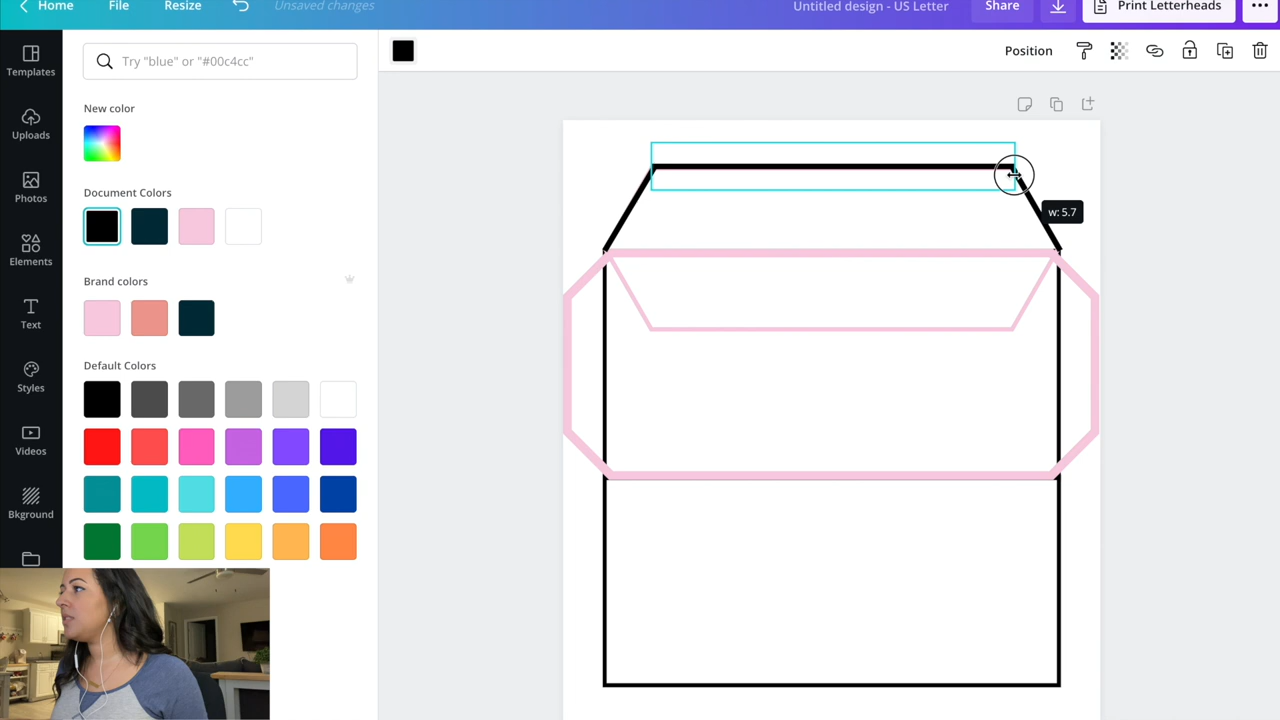 Home File Resize Unsaved changes Untitled design - US Letter Share Print Letterheads
Templates
Uploads
Photos
Elements
Text
Styles
Videos
Bkground
Try "blue" or "#00c4cc"
New color
Document Colors
Brand colors
Default Colors
Position
w: 5.7